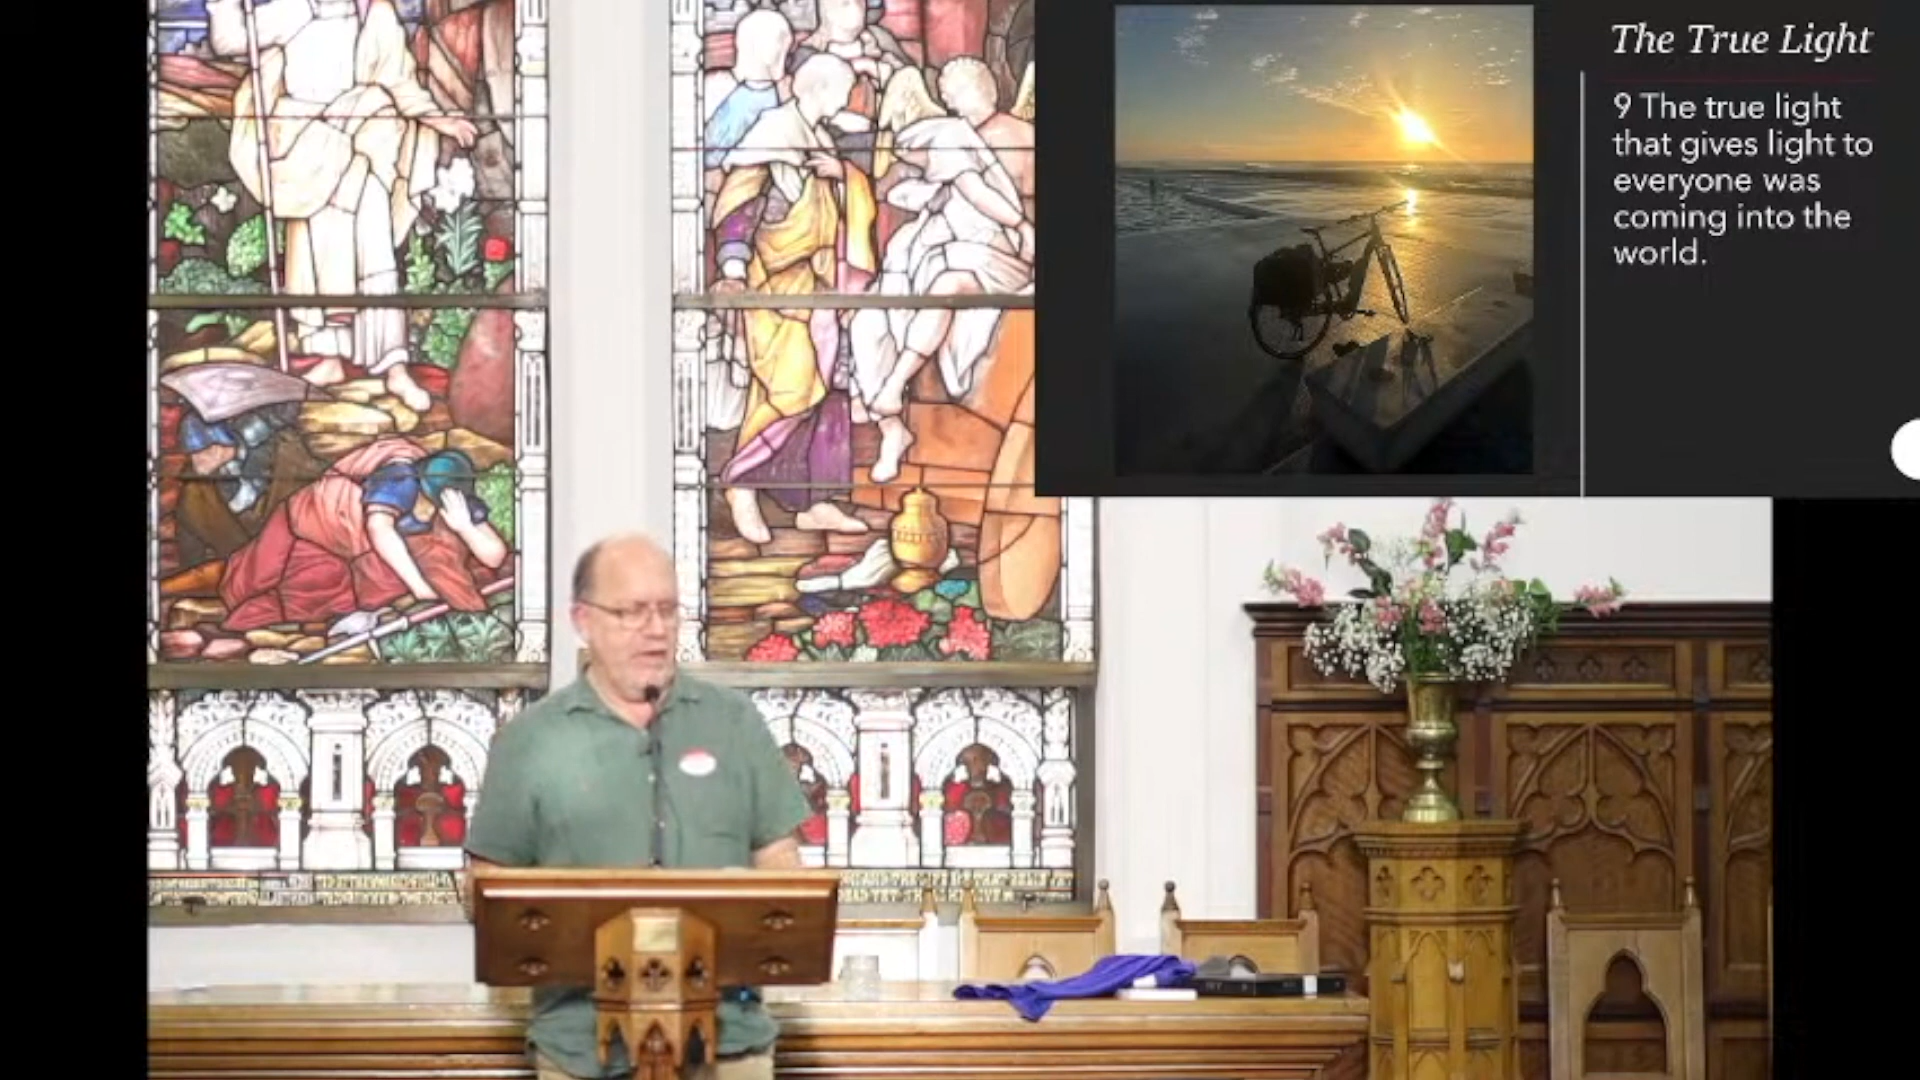 The True Light
9 The true light
that gives light to
everyone was
coming into the
world.